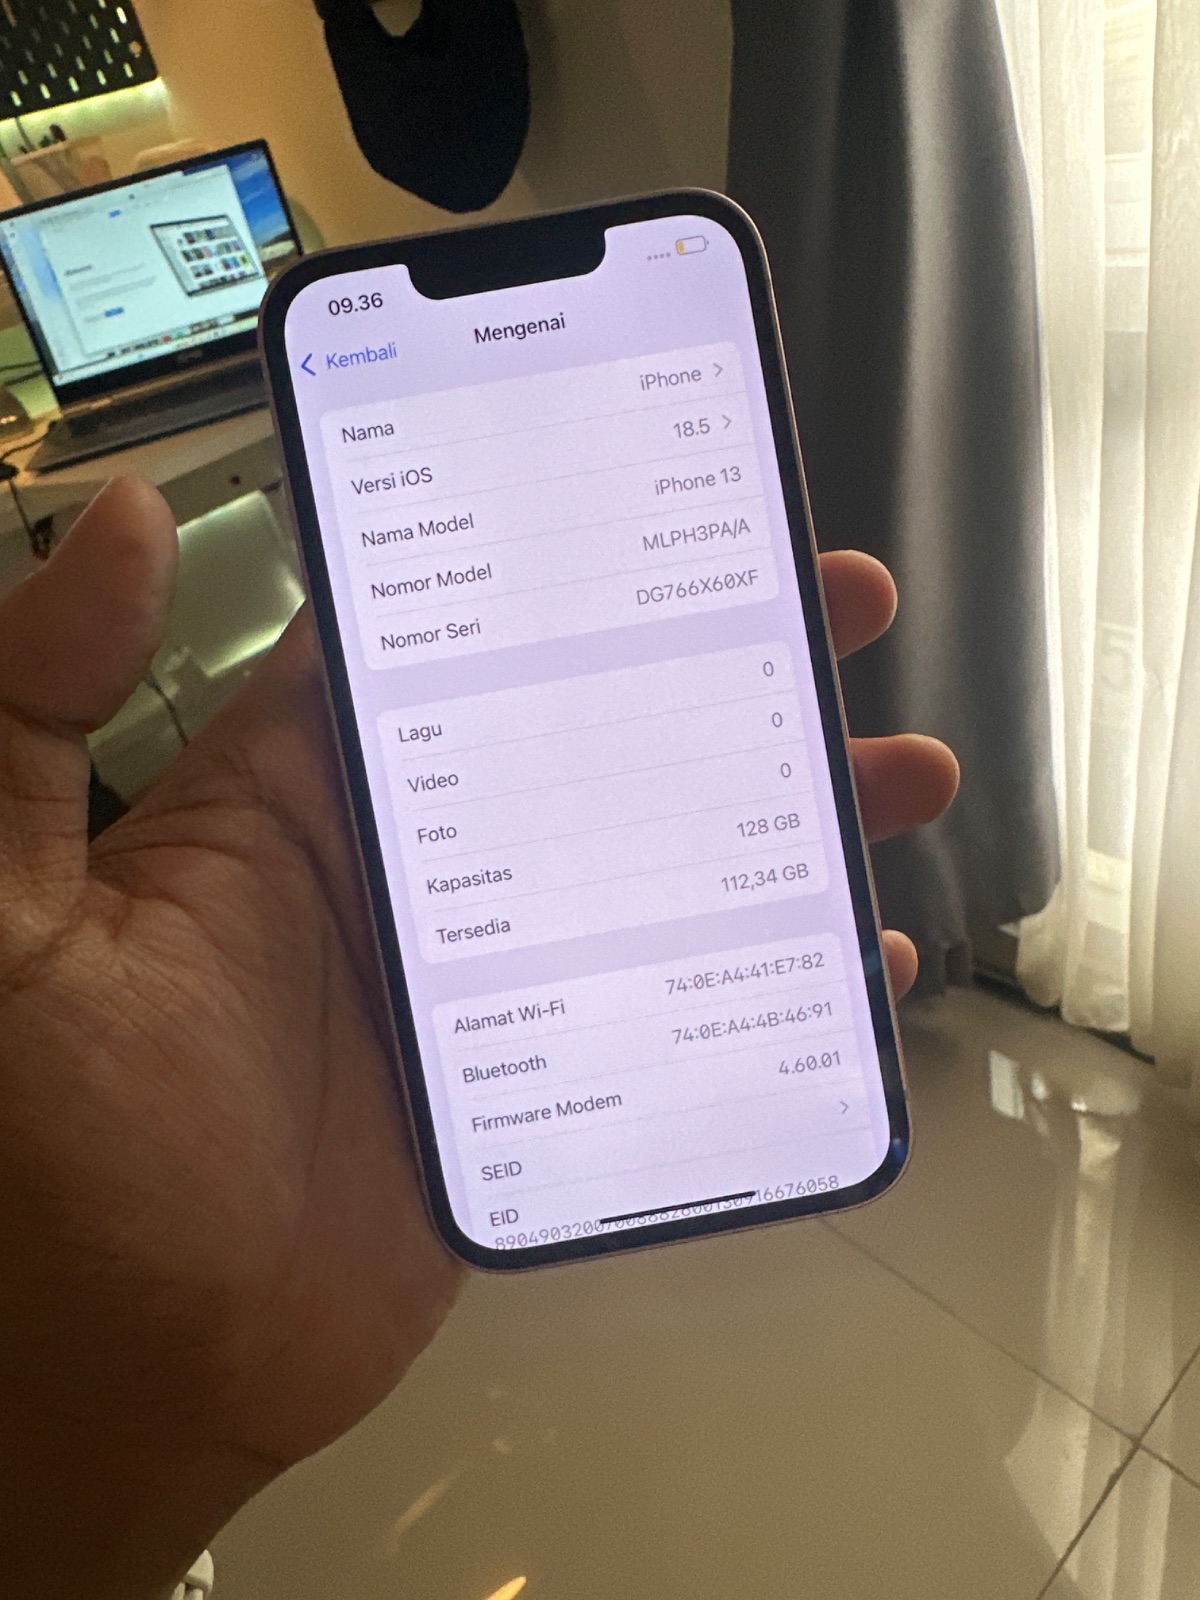 09.36
Kembali
Mengenai
Nama iPhone
Versi iOS 18.5
Nama Model iPhone 13
Nomor Model MLPH3PA/A
Nomor Seri DG766X60XF
Lagu 0
Video 0
Foto 0
Kapasitas 128 GB
Tersedia 112,34 GB
Alamat Wi-Fi 74:0E:A4:41:E7:82
Bluetooth 74:0E:A4:4B:46:91
Firmware Modem 4.60.01
SEID
EID